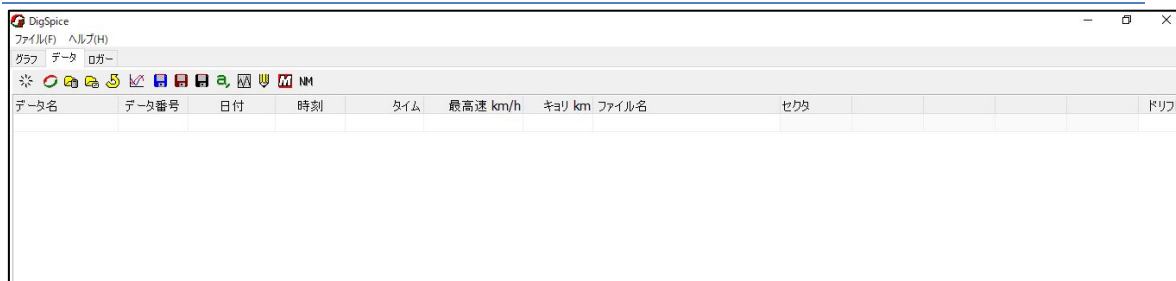 DigSpice
ファイル(F) ヘルプ(H)
グラフ データ ロガー
a, M NM
データ名 データ番号 日付 時刻 タイム 最高速 km/h キョリ km ファイル名 セクタ ドリフ